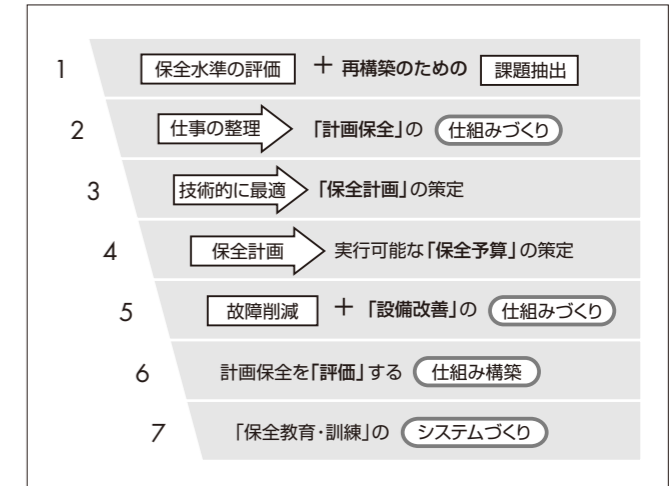 1 保全水準の評価 + 再構築のための 課題抽出
2 仕事の整理 「計画保全」の 仕組みづくり
3 技術的に最適 「保全計画」の策定
4 保全計画 実行可能な「保全予算」の策定
5 故障削減 + 「設備改善」の 仕組みづくり
6 計画保全を「評価」する 仕組み構築
7 「保全教育・訓練」の システムづくり